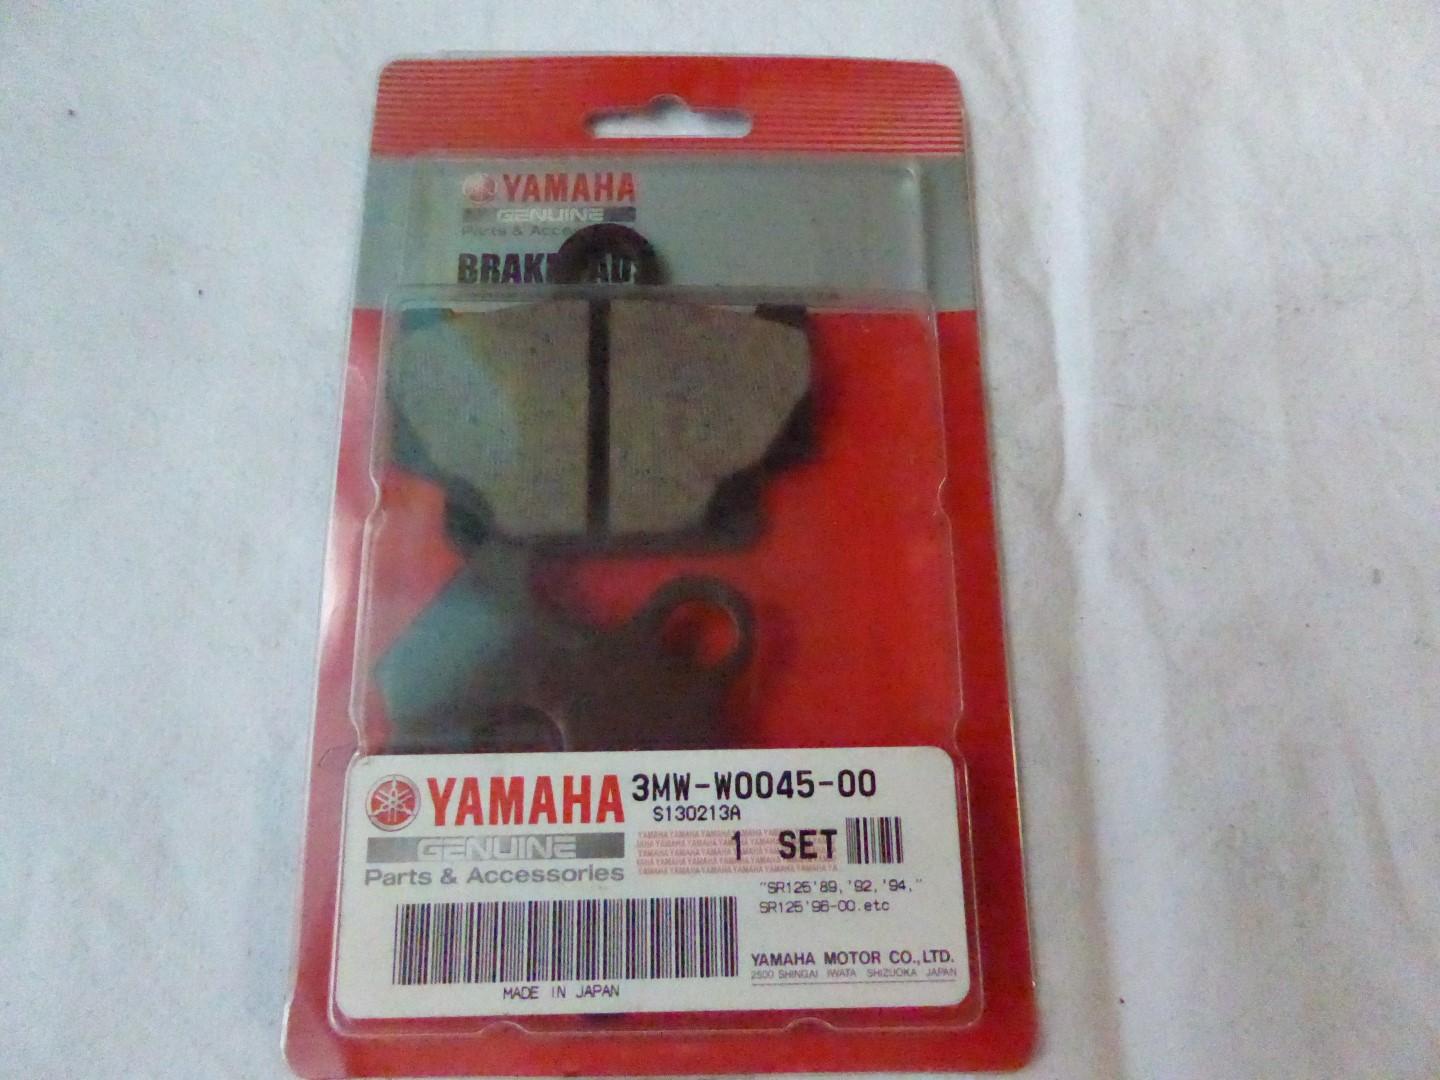 YAMAHA
GENUINE
Parts & Acce
BRAKE PADS
YAMAHA
GENUINE
Parts & Accessories
3MW-W0045-00
S130213A
1 SET
"SR125'89,'92,'94,"
SR125'96-00.etc
MADE IN JAPAN
YAMAHA MOTOR CO.,LTD.
2500 SHINGAI IWATA SHIZUOKA JAPAN